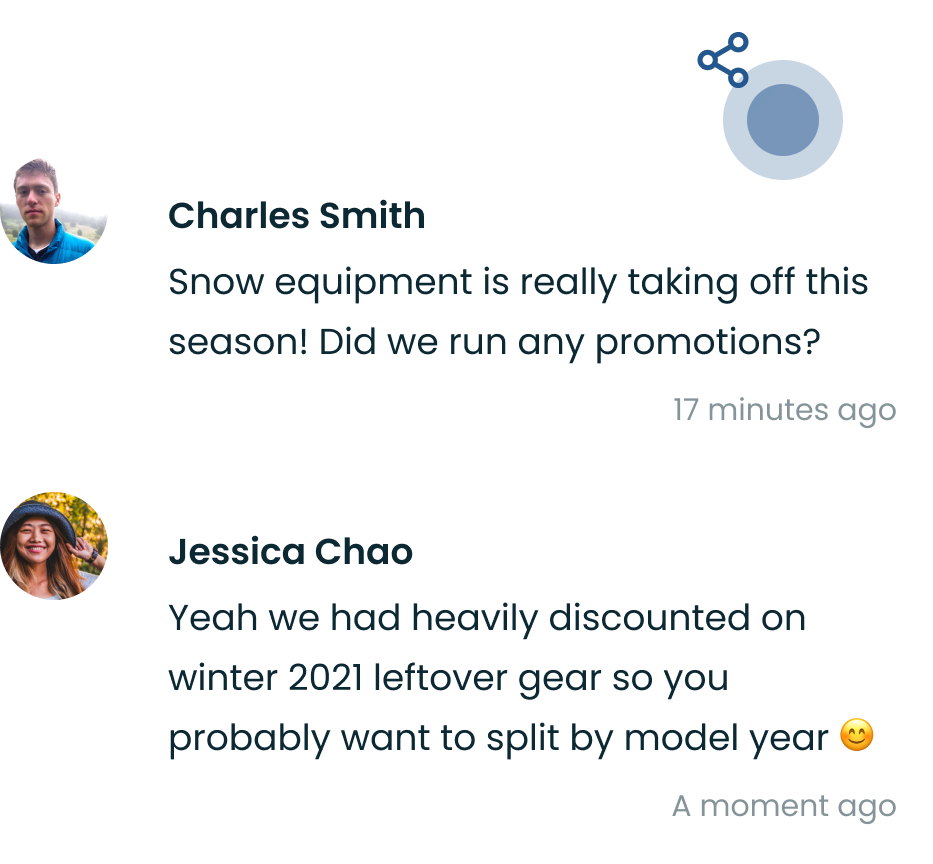 Charles Smith
Snow equipment is really taking off this
season! Did we run any promotions?
17 minutes ago
Jessica Chao
Yeah we had heavily discounted on
winter 2021 leftover gear so you
probably want to split by model year 😊
A moment ago